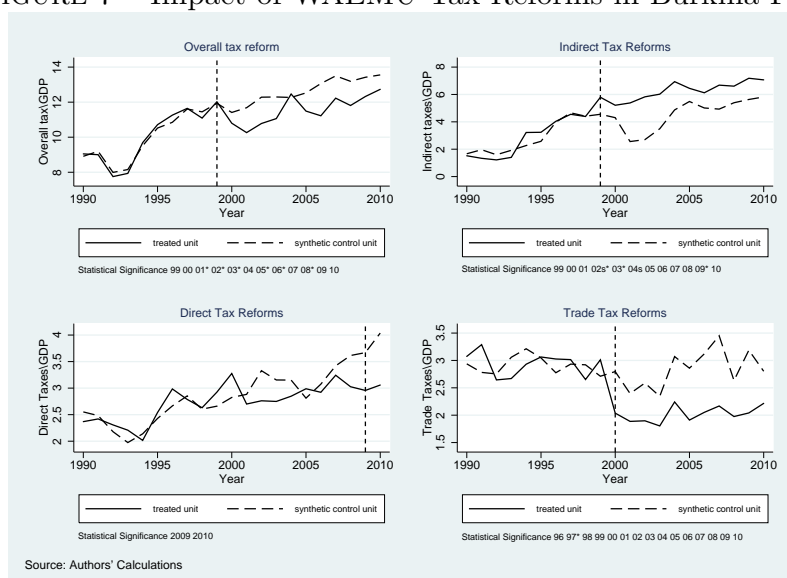 Impact of WAEMU Tax Reforms in Burkina
Overall tax reform
Overall tax\GDP
8 10 12 14
1990 1995 2000 2005 2010
Year
treated unit synthetic control unit
Statistical Significance 99 00 01* 02* 03* 04 05* 06* 07 08* 09 10
Indirect Tax Reforms
Indirect taxes\GDP
0 2 4 6 8
1990 1995 2000 2005 2010
Year
treated unit synthetic control unit
Statistical Significance 99 00 01 02s* 03* 04s 05 06 07 08 09* 10
Direct Tax Reforms
Direct Taxes\GDP
2 2.5 3 3.5 4
1990 1995 2000 2005 2010
Year
treated unit synthetic control unit
Statistical Significance 2009 2010
Trade Tax Reforms
Trade Taxes\GDP
1.5 2 2.5 3 3.5
1990 1995 2000 2005 2010
Year
treated unit synthetic control unit
Statistical Significance 96 97* 98 99 00 01 02 03 04 05 06 07 08 09 10
Source: Authors' Calculations